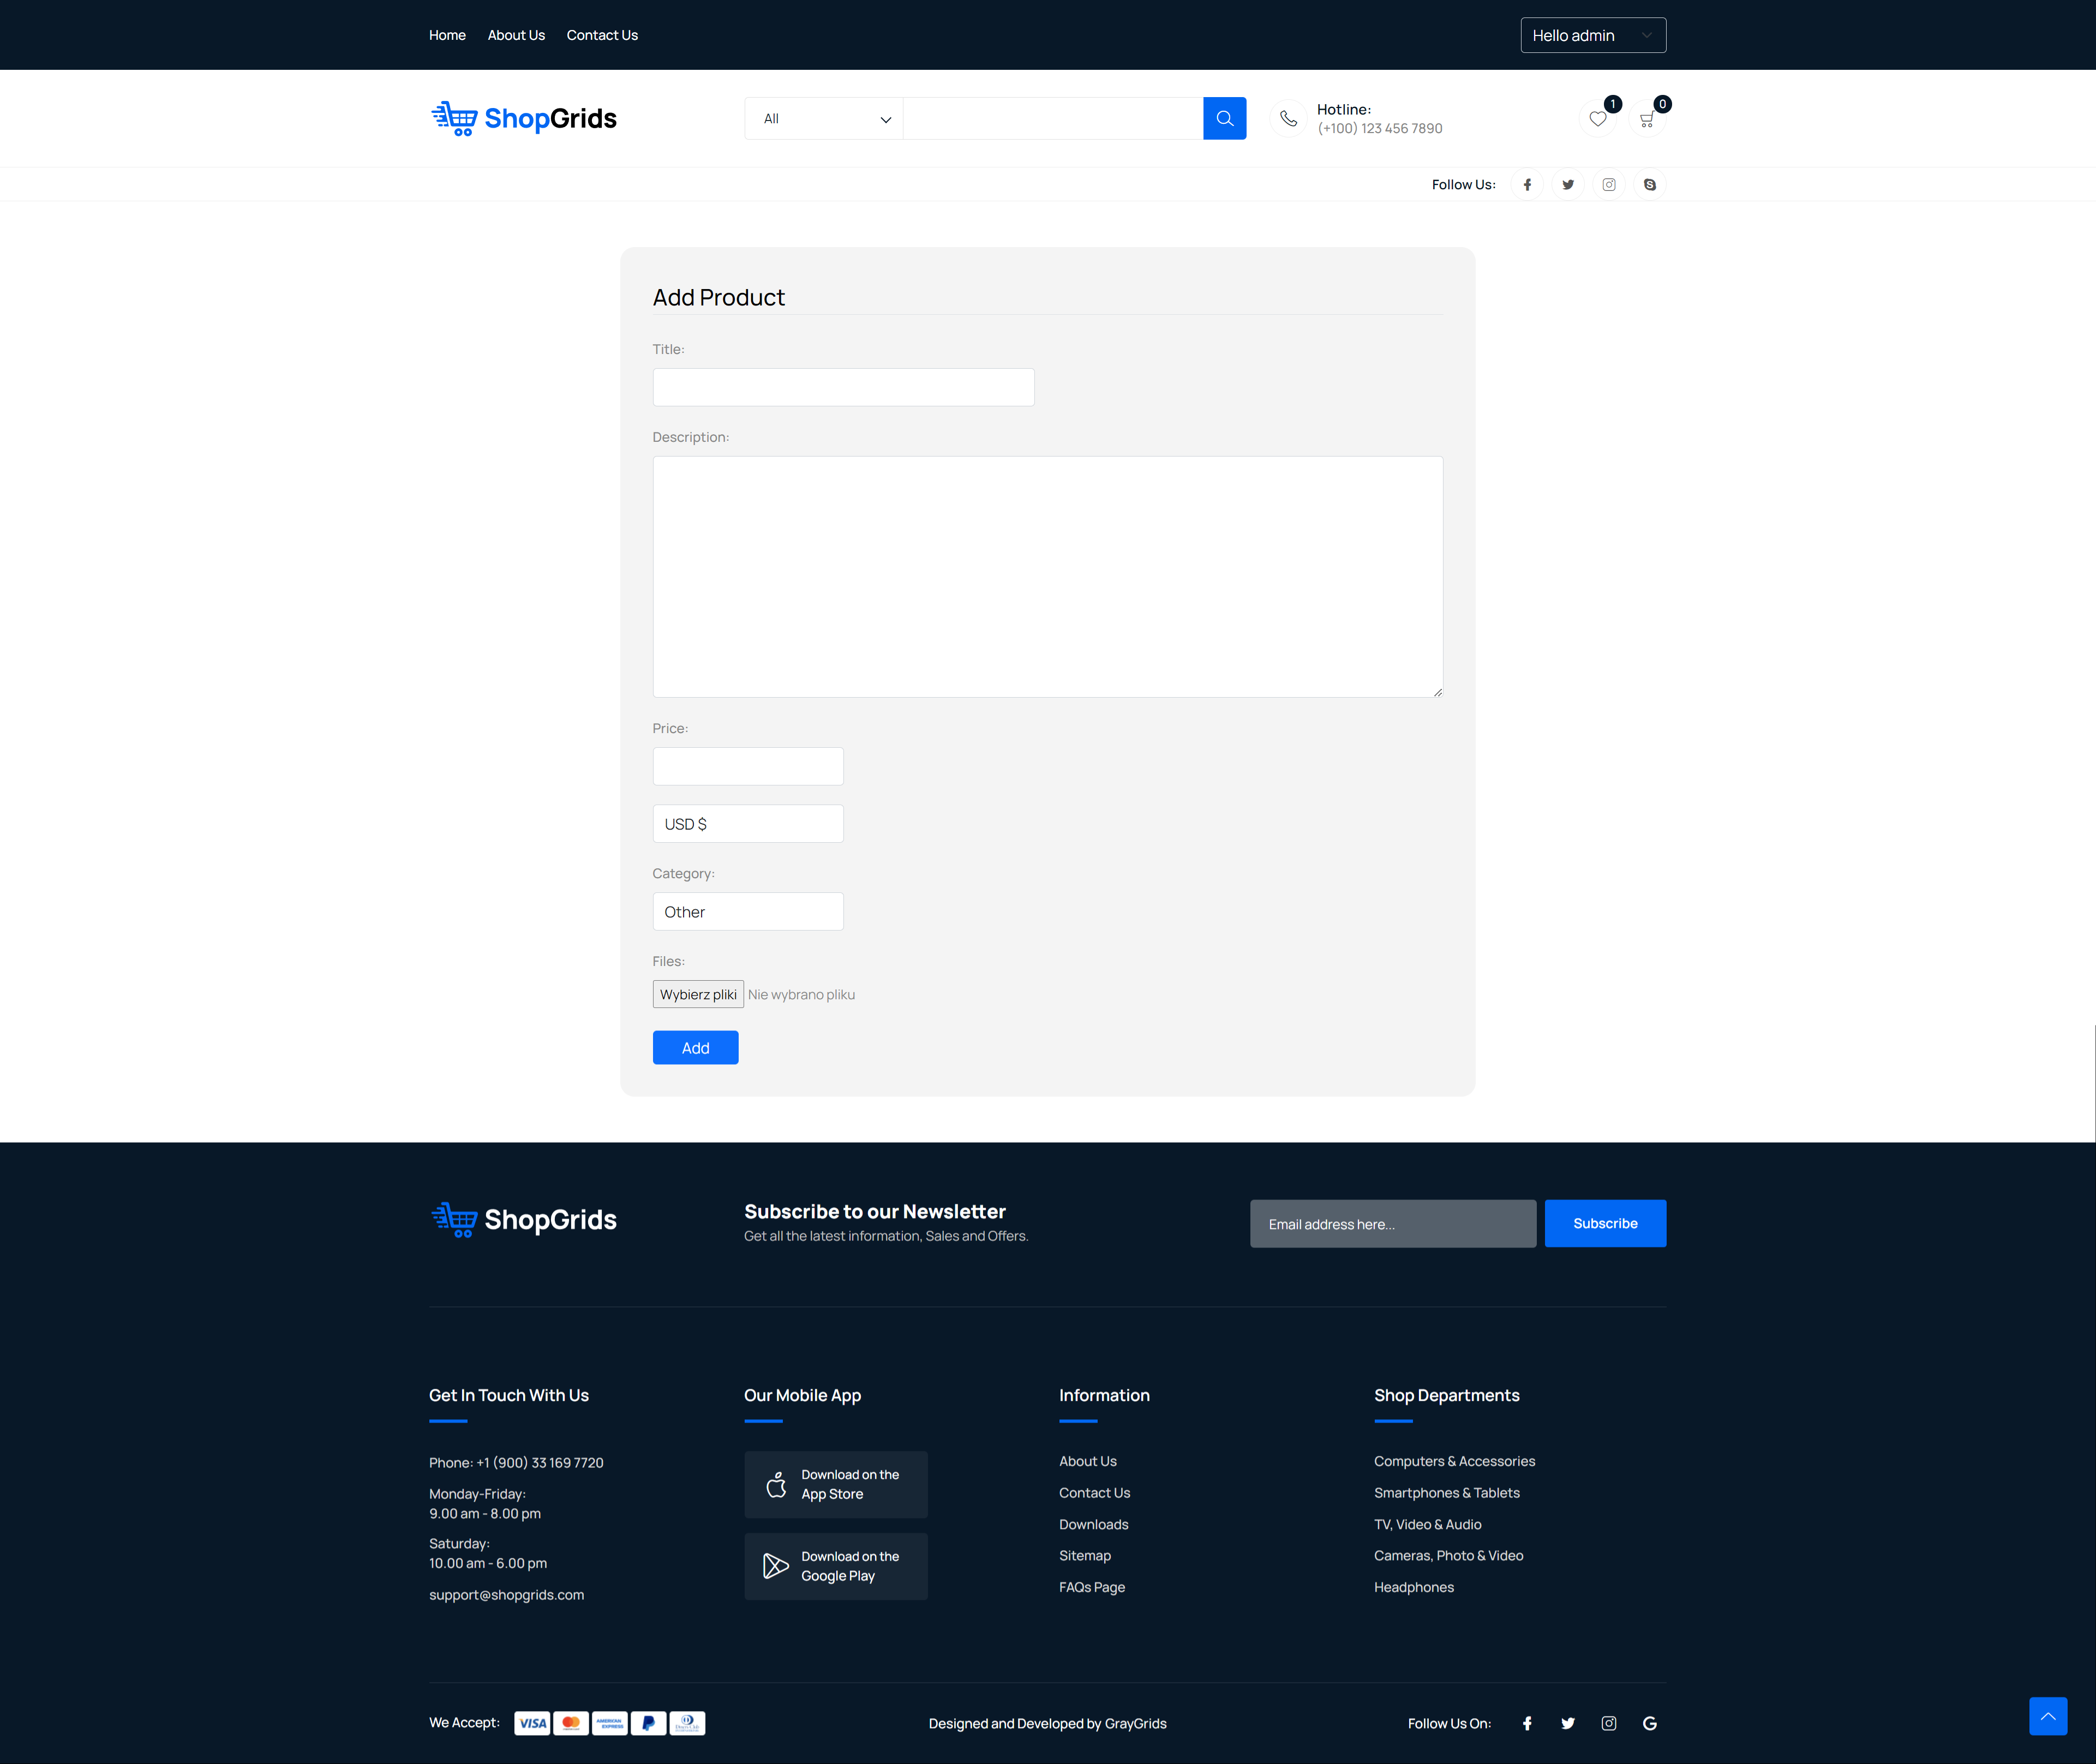 Home About Us Contact Us Hello admin
ShopGrids
All
Hotline:
(+100) 123 456 7890
1
0
Follow Us:
Add Product
Title:
Description:
Price:
USD $
Category:
Other
Files:
Wybierz pliki Nie wybrano pliku
Add
ShopGrids
Subscribe to our Newsletter
Get all the latest information, Sales and Offers.
Email address here...
Subscribe
Get In Touch With Us
Phone: +1 (900) 33 169 7720
Monday-Friday:
9.00 am - 8.00 pm
Saturday:
10.00 am - 6.00 pm
support@shopgrids.com
Our Mobile App
Download on the
App Store
Download on the
Google Play
Information
About Us
Contact Us
Downloads
Sitemap
FAQs Page
Shop Departments
Computers & Accessories
Smartphones & Tablets
TV, Video & Audio
Cameras, Photo & Video
Headphones
We Accept:
VISA
AMERICAN
EXPRESS
Designed and Developed by GrayGrids
Follow Us On: